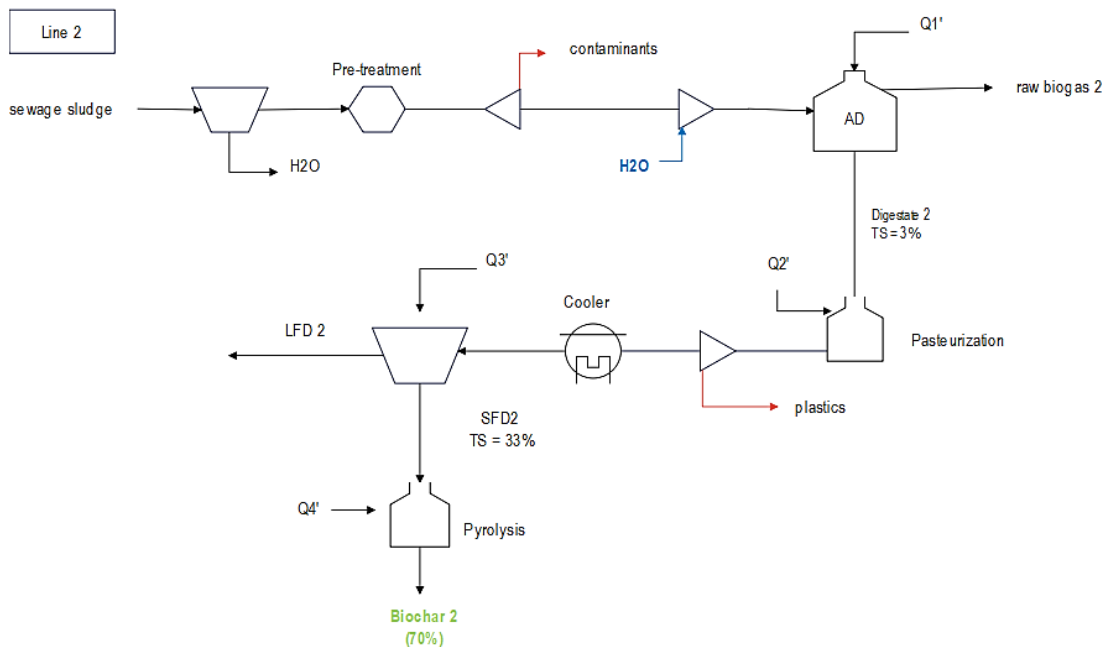 Line 2
Q1'
contaminants
Pre-treatment
raw biogas 2
sewage sludge
AD
H2O
H2O
Digestate 2
TS=3%
Q3'
Q2'
Cooler
LFD 2
Pasteurization
plastics
SFD2
TS = 33%
Q4'
Pyrolysis
Biochar 2
(70%)